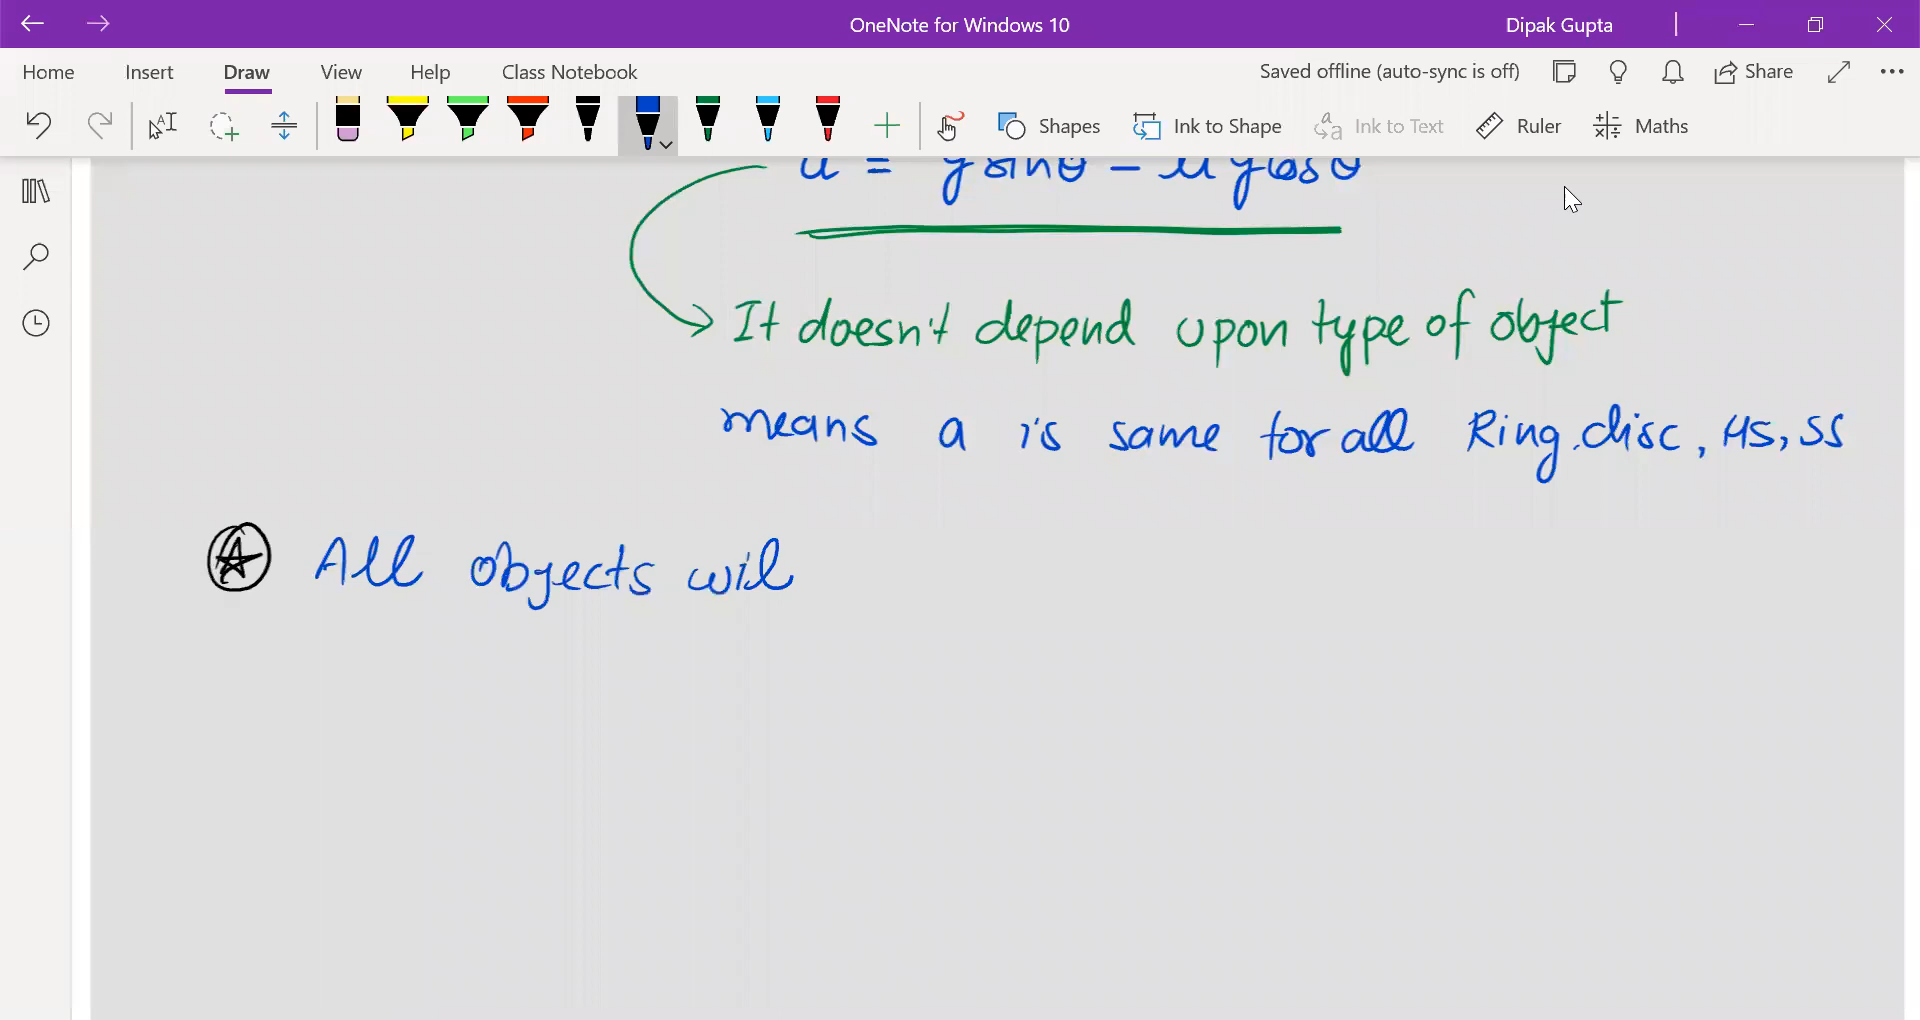 OneNote for Windows 10
Dipak Gupta
Home Insert Draw View Help Class Notebook
Saved offline (auto-sync is off)
Share
Shapes Ink to Shape Ink to Text Ruler Maths
a = g sinθ – μ g cos θ
It doesn't depend upon type of object
means a is same for all Ring, disc, HS, SS
All objects wil